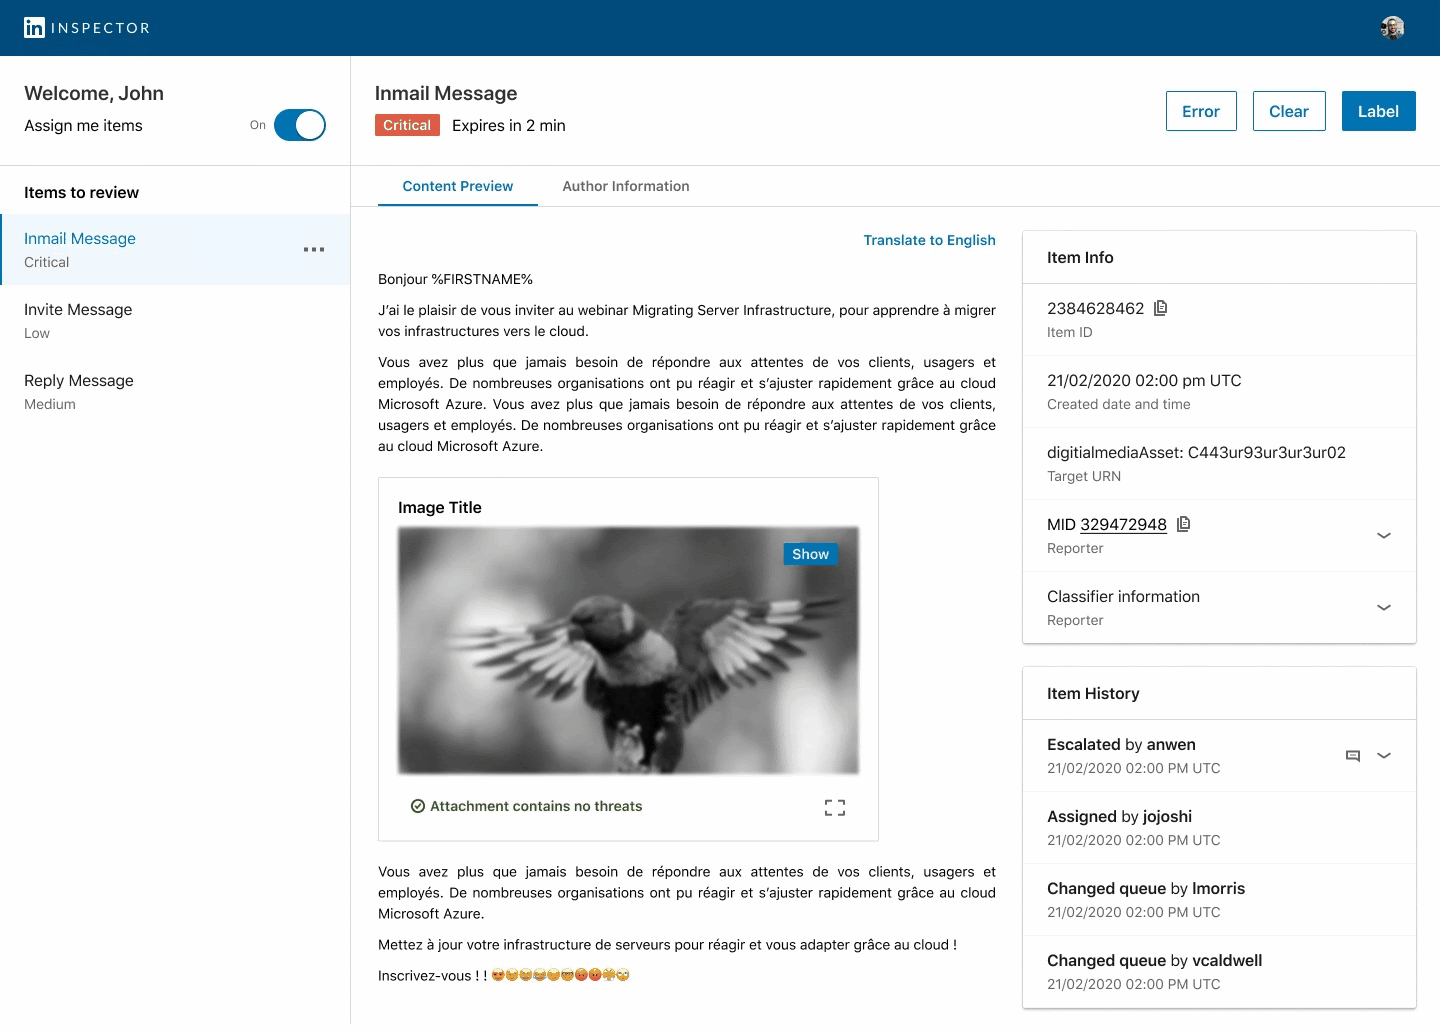 in INSPECTOR
Welcome, John
Assign me items
On
Items to review
Inmail Message
Critical
Invite Message
Low
Reply Message
Medium
Inmail Message
Critical Expires in 2 min
Error
Clear
Label
Content Preview
Author Information
Translate to English
Bonjour %FIRSTNAME%
J’ai le plaisir de vous inviter au webinar Migrating Server Infrastructure, pour apprendre à migrer
vos infrastructures vers le cloud.
Vous avez plus que jamais besoin de répondre aux attentes de vos clients, usagers et
employés. De nombreuses organisations ont pu réagir et s’ajuster rapidement grâce au cloud
Microsoft Azure. Vous avez plus que jamais besoin de répondre aux attentes de vos clients,
usagers et employés. De nombreuses organisations ont pu réagir et s’ajuster rapidement grâce
au cloud Microsoft Azure.
Image Title
Show
Attachment contains no threats
Vous avez plus que jamais besoin de répondre aux attentes de vos clients, usagers et
employés. De nombreuses organisations ont pu réagir et s’ajuster rapidement grâce au cloud
Microsoft Azure.
Mettez à jour votre infrastructure de serveurs pour réagir et vous adapter grâce au cloud !
Inscrivez-vous ! !
Item Info
2384628462
Item ID
21/02/2020 02:00 pm UTC
Created date and time
digitialmediaAsset: C443ur93ur3ur3ur02
Target URN
MID 329472948
Reporter
Classifier information
Reporter
Item History
Escalated by anwen
21/02/2020 02:00 PM UTC
Assigned by jojoshi
21/02/2020 02:00 PM UTC
Changed queue by lmorris
21/02/2020 02:00 PM UTC
Changed queue by vcaldwell
21/02/2020 02:00 PM UTC